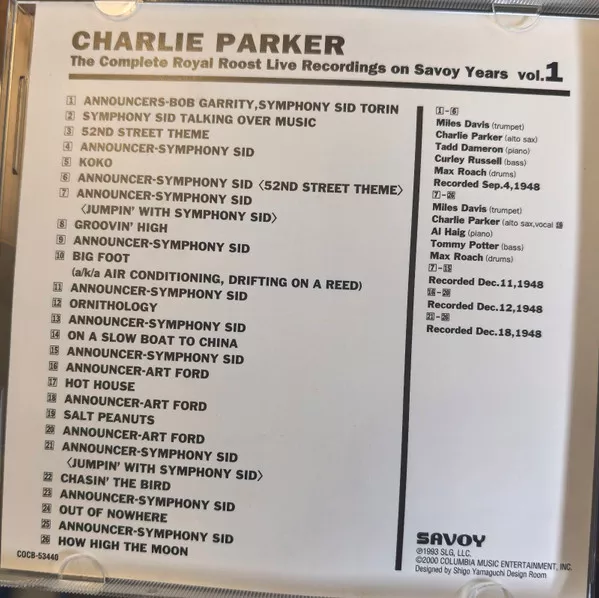 CHARLIE PARKER
The Complete Royal Roost Live Recordings on Savoy Years vol.1
1 ANNOUNCERS-BOB GARRITY,SYMPHONY SID TORIN
2 SYMPHONY SID TALKING OVER MUSIC
3 52ND STREET THEME
4 ANNOUNCER-SYMPHONY SID
5 KOKO
6 ANNOUNCER-SYMPHONY SID 〈52ND STREET THEME〉
7 ANNOUNCER-SYMPHONY SID
〈JUMPIN' WITH SYMPHONY SID〉
8 GROOVIN' HIGH
9 ANNOUNCER-SYMPHONY SID
10 BIG FOOT
(a/k/a AIR CONDITIONING, DRIFTING ON A REED)
11 ANNOUNCER-SYMPHONY SID
12 ORNITHOLOGY
13 ANNOUNCER-SYMPHONY SID
14 ON A SLOW BOAT TO CHINA
15 ANNOUNCER-SYMPHONY SID
16 ANNOUNCER-ART FORD
17 HOT HOUSE
18 ANNOUNCER-ART FORD
19 SALT PEANUTS
20 ANNOUNCER-ART FORD
21 ANNOUNCER-SYMPHONY SID
〈JUMPIN' WITH SYMPHONY SID〉
22 CHASIN' THE BIRD
23 ANNOUNCER-SYMPHONY SID
24 OUT OF NOWHERE
25 ANNOUNCER-SYMPHONY SID
26 HOW HIGH THE MOON
COCB-53440
1-6
Miles Davis (trumpet)
Charlie Parker (alto sax)
Tadd Dameron (piano)
Curley Russell (bass)
Max Roach (drums)
Recorded Sep.4,1948
7-26
Miles Davis (trumpet)
Charlie Parker (alto sax,vocal
Al Haig (piano)
Tommy Potter (bass)
Max Roach (drums)
7-15
Recorded Dec.11,1948
16-20
Recorded Dec.12,1948
21-26
Recorded Dec.18,1948
SAVOY
℗1993 SLG, LLC.
©2000 COLUMBIA MUSIC ENTERTAINMENT, INC.
Designed by Shigo Yamaguchi Design Room